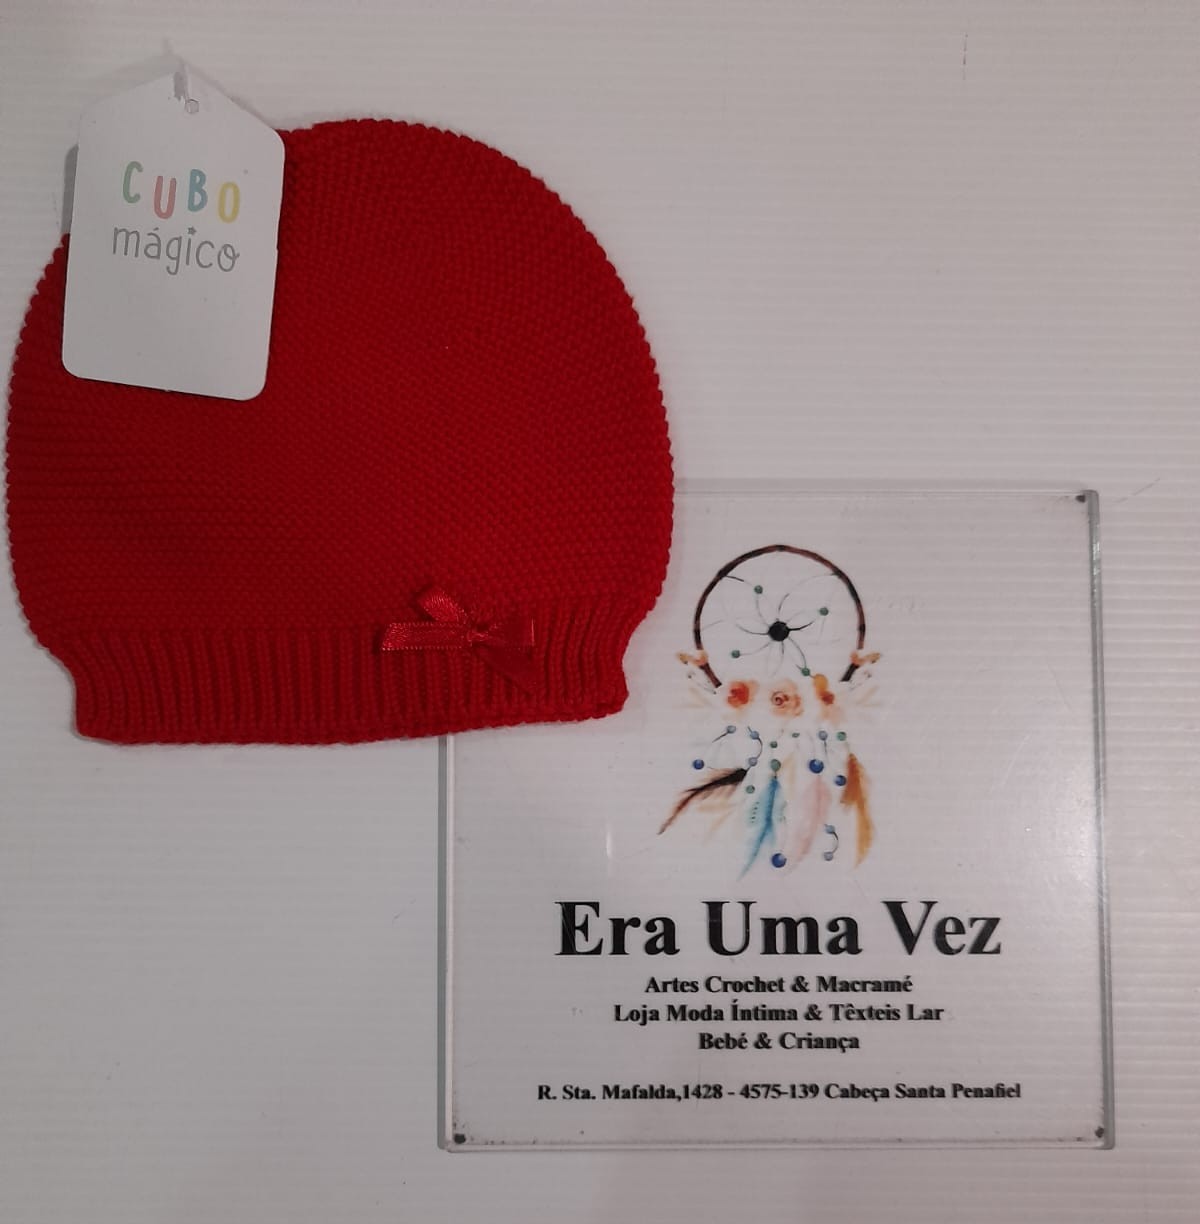 CUBO
mágico
Era Uma Vez
Artes Crochet & Macramé
Loja Moda Íntima & Têxteis Lar
Bebé & Criança
R. Sta. Mafalda,1428 - 4575-139 Cabeça Santa Penafiel